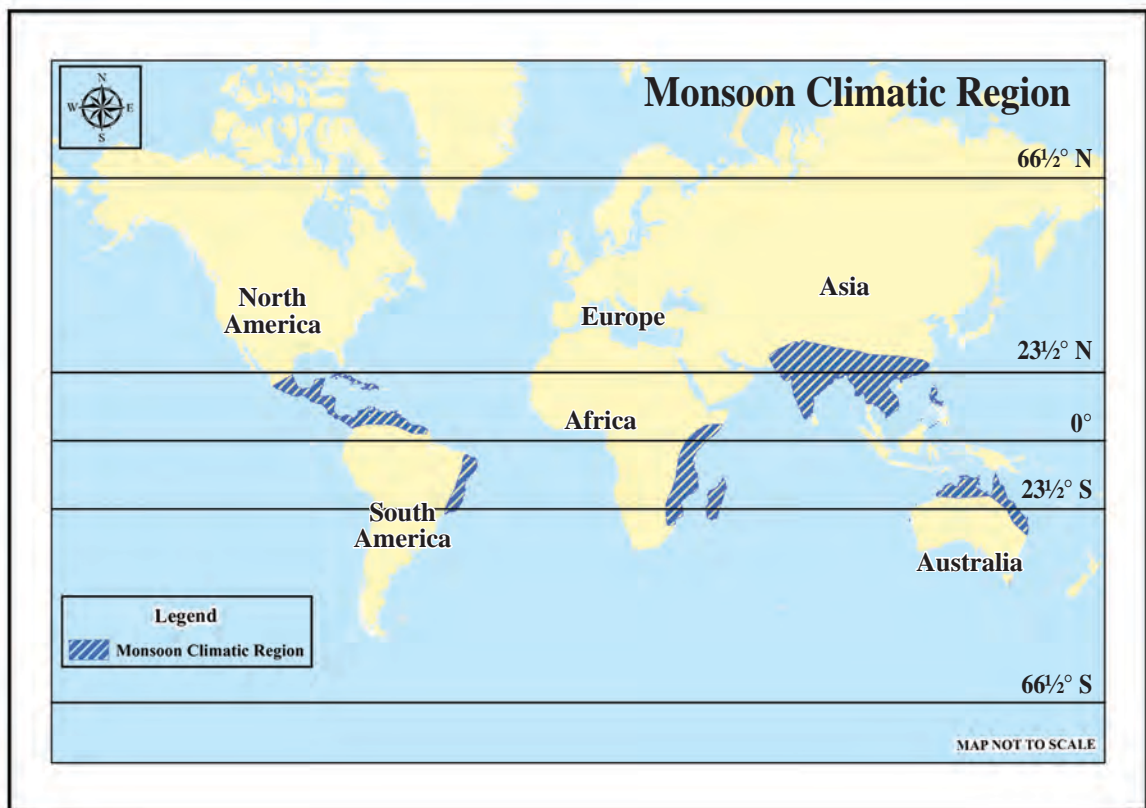 Monsoon Climatic Region
N
W E
S
66½° N
North
America
Asia
Europe
23½° N
Africa
0°
23½° S
South
America
Australia
Legend
Monsoon Climatic Region
66½° S
MAP NOT TO SCALE